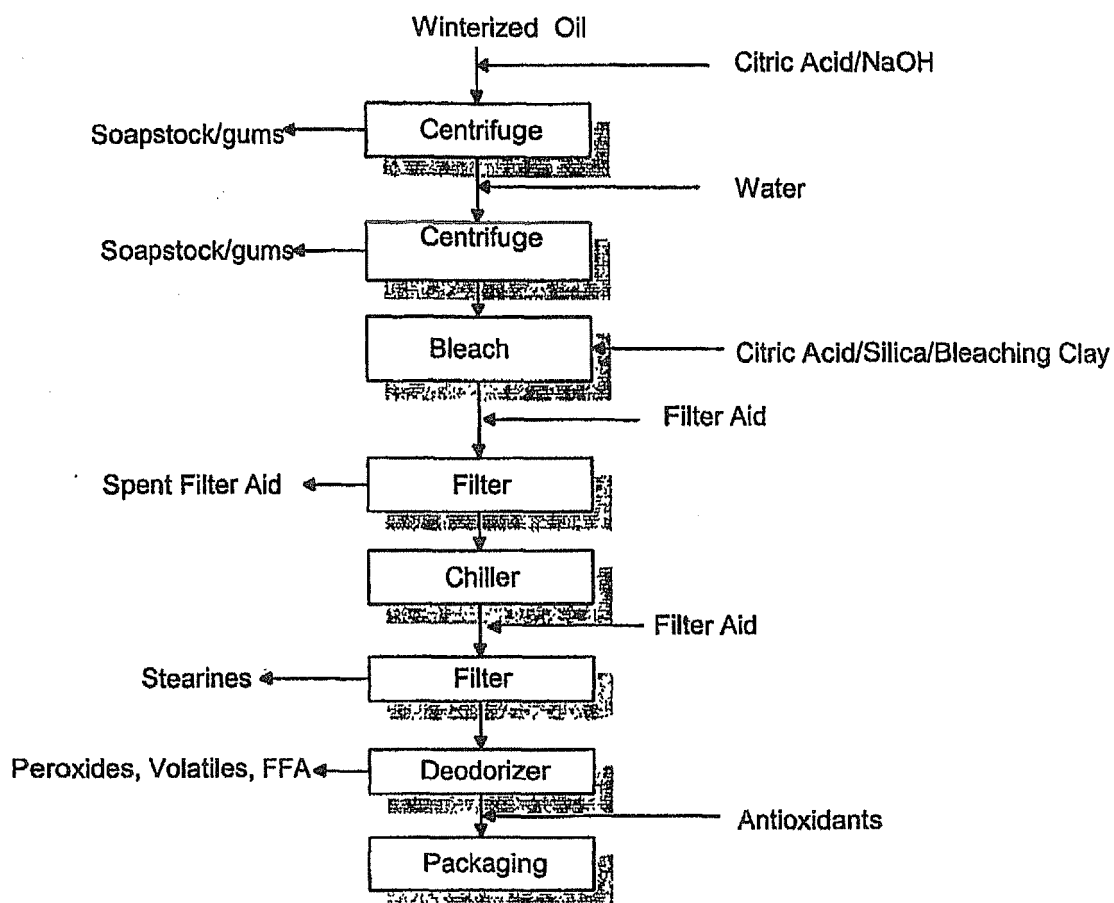 Winterized Oil
Citric Acid/NaOH
Centrifuge
Soapstock/gums
Water
Centrifuge
Soapstock/gums
Bleach
Citric Acid/Silica/Bleaching Clay
Filter Aid
Spent Filter Aid
Filter
Chiller
Filter Aid
Stearines
Filter
Peroxides, Volatiles, FFA
Deodorizer
Antioxidants
Packaging